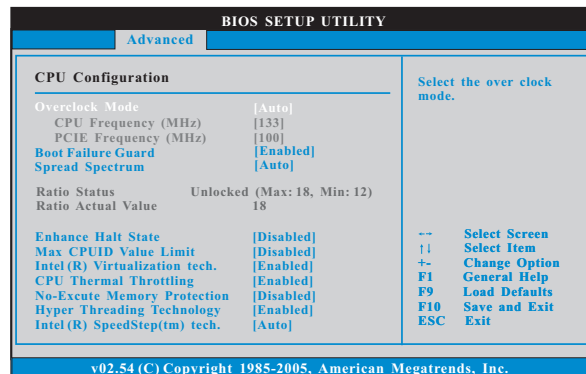 BIOS SETUP UTILITY
Advanced
CPU Configuration
Overclock Mode [Auto]
CPU Frequency (MHz) [133]
PCIE Frequency (MHz) [100]
Boot Failure Guard [Enabled]
Spread Spectrum [Auto]
Ratio Status Unlocked (Max: 18, Min: 12)
Ratio Actual Value 18
Enhance Halt State [Disabled]
Max CPUID Value Limit [Disabled]
Intel (R) Virtualization tech. [Enabled]
CPU Thermal Throttling [Enabled]
No-Excute Memory Protection [Disabled]
Hyper Threading Technology [Enabled]
Intel (R) SpeedStep(tm) tech. [Auto]
Select the over clock
mode.
←→ Select Screen
↑↓ Select Item
+- Change Option
F1 General Help
F9 Load Defaults
F10 Save and Exit
ESC Exit
v02.54 (C) Copyright 1985-2005, American Megatrends, Inc.